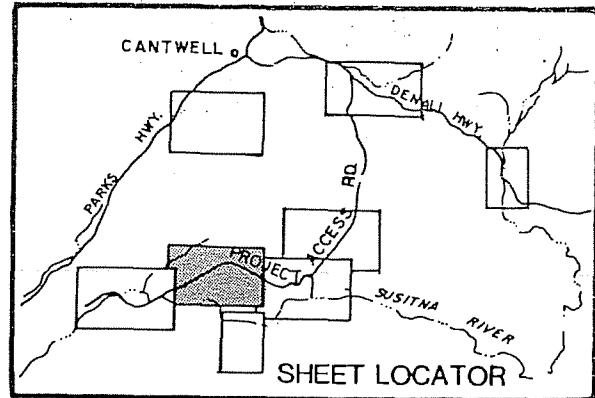 CANTWELL
DENALI HWY.
PARKS HWY.
PROJECT ACCESS RD.
SUSITNA RIVER
SHEET LOCATOR